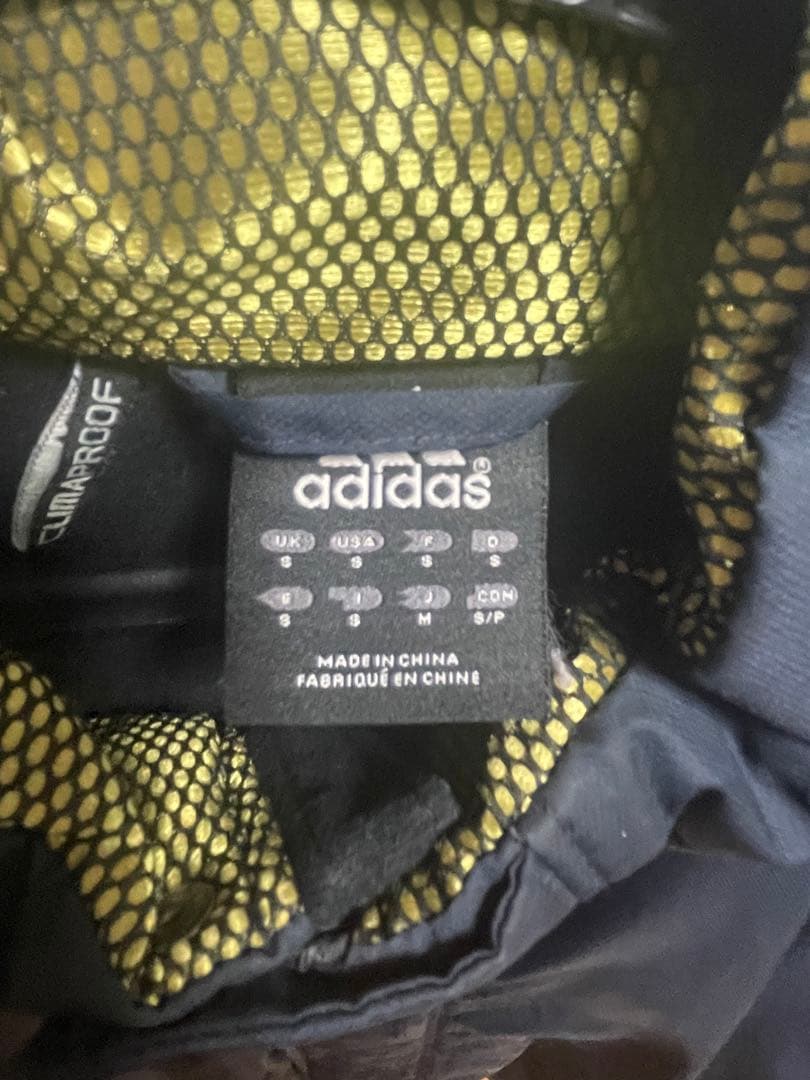 CLIMAPROOF
adidas®
UK USA F D
S S S S
E I J CDN
S S M S/P
MADE IN CHINA
FABRIQUÉ EN CHINE